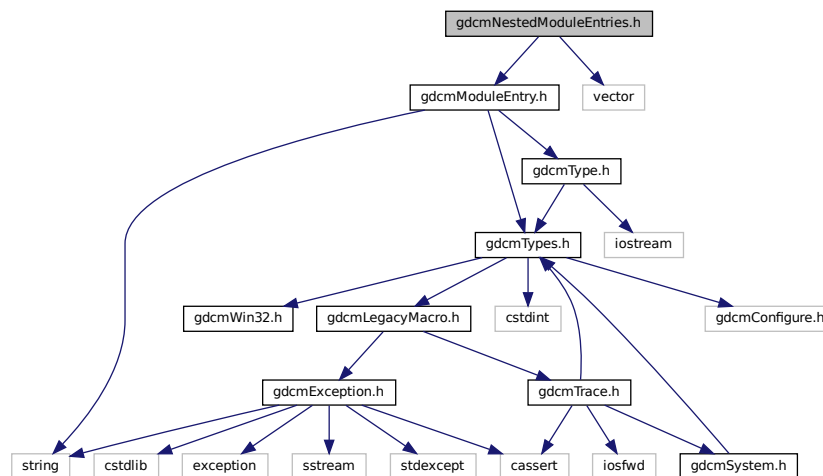 gdcmNestedModuleEntries.h
gdcmModuleEntry.h
vector
gdcmType.h
gdcmTypes.h
iostream
gdcmWin32.h
gdcmLegacyMacro.h
cstdint
gdcmConfigure.h
gdcmException.h
gdcmTrace.h
string
cstdlib
exception
sstream
stdexcept
cassert
iosfwd
gdcmSystem.h